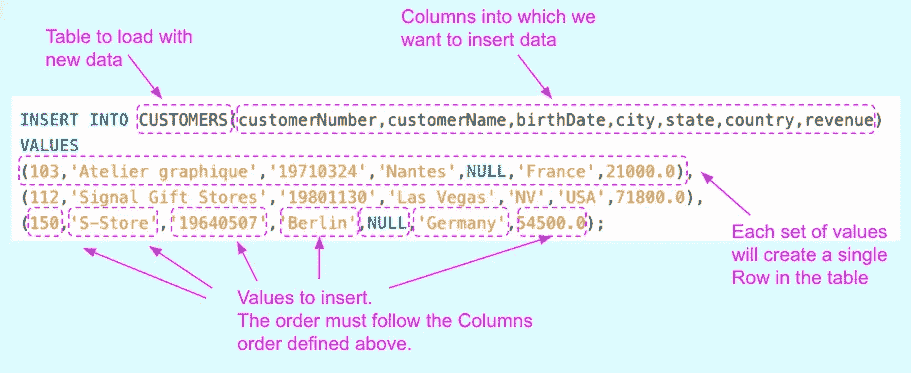 Table to load with
new data
Columns into which we
want to insert data
INSERT INTO CUSTOMERS(customerNumber,customerName,birthDate,city,state,country,revenue)
VALUES
(103,'Atelier graphique','19710324','Nantes',NULL,'France',21000.0),
(112,'Signal Gift Stores','19801130','Las Vegas','NV','USA',71800.0),
(150,'S-Store','19640507','Berlin',NULL,'Germany',54500.0);
Each set of values
will create a single
Row in the table
Values to insert.
The order must follow the Columns
order defined above.